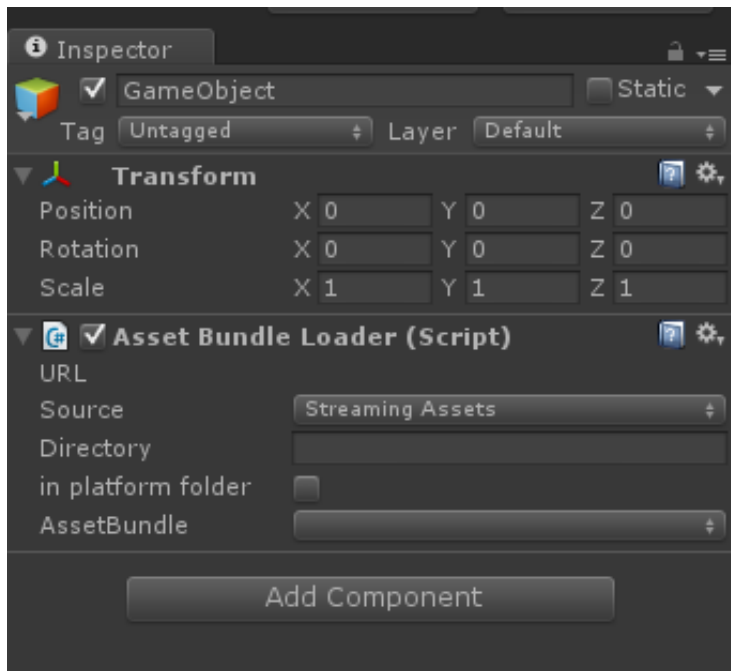 Inspector
GameObject Static
Tag Untagged Layer Default
Transform
Position X 0 Y 0 Z 0
Rotation X 0 Y 0 Z 0
Scale X 1 Y 1 Z 1
C# Asset Bundle Loader (Script)
URL
Source Streaming Assets
Directory
in platform folder
AssetBundle
Add Component